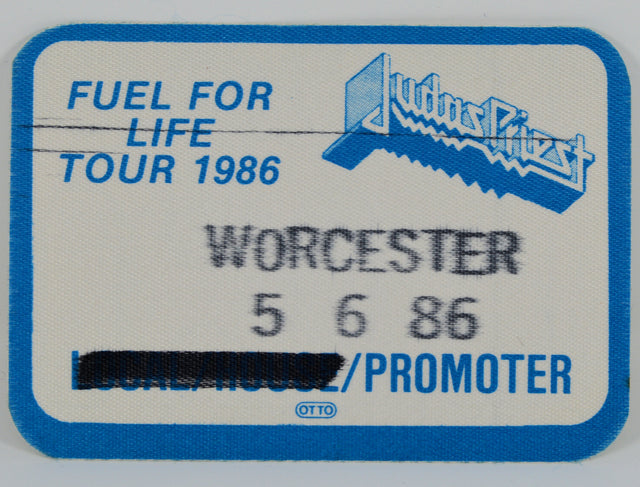 FUEL FOR
LIFE
TOUR 1986
Judas Priest
WORCESTER
5 6 86
/PROMOTER
OTTO